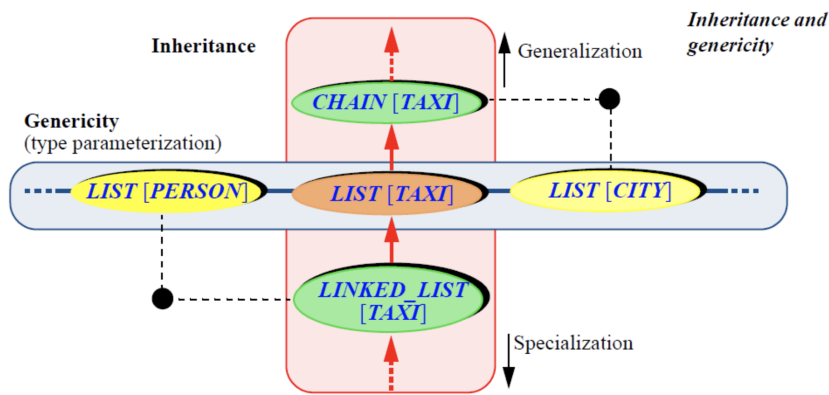 Inheritance and
genericity
Inheritance
Generalization
CHAIN [TAXI]
Genericity
(type parameterization)
LIST [PERSON]
LIST [TAXI]
LIST [CITY]
LINKED_LIST
[TAXI]
Specialization